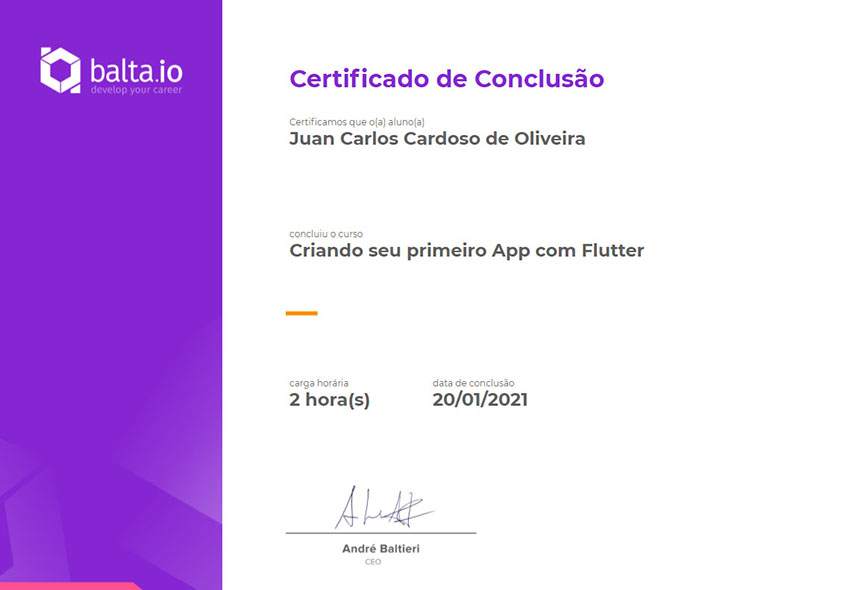 balta.io
develop your career
Certificado de Conclusão
Certificamos que o(a) aluno(a)
Juan Carlos Cardoso de Oliveira
concluiu o curso
Criando seu primeiro App com Flutter
carga horária
data de conclusão
2 hora(s)
20/01/2021
André Baltieri
CEO